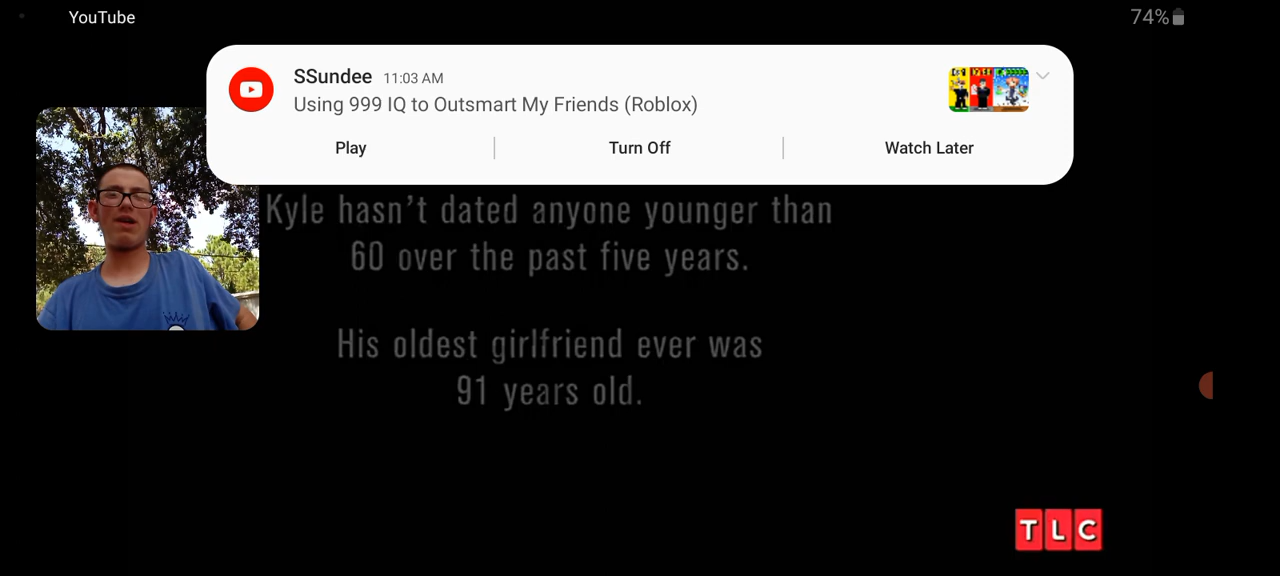 YouTube
74%
SSundee 11:03 AM
Using 999 IQ to Outsmart My Friends (Roblox)
Play
Turn Off
Watch Later
Kyle hasn't dated anyone younger than
60 over the past five years.
His oldest girlfriend ever was
91 years old.
TLC